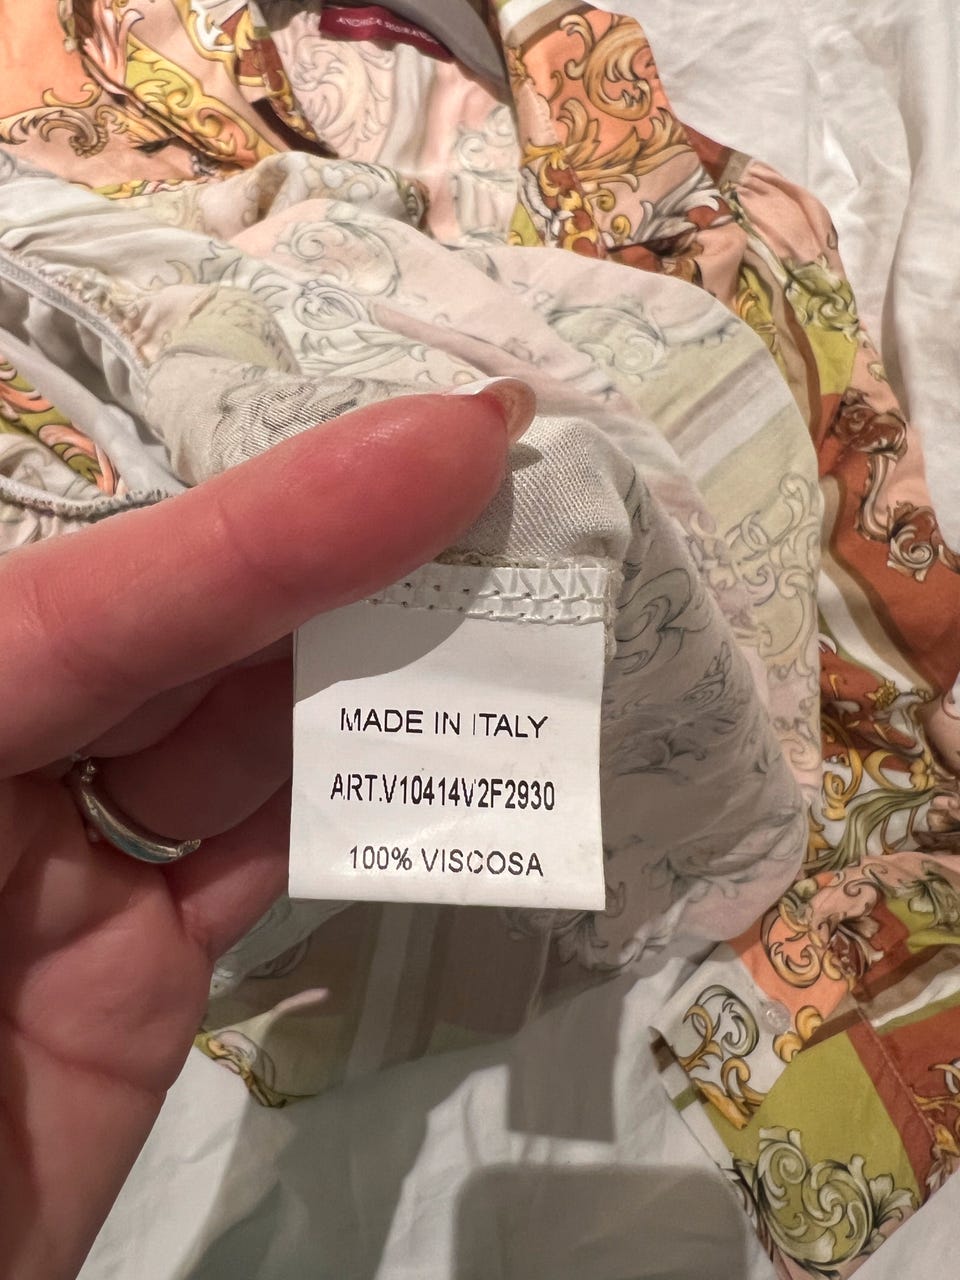 MADE IN ITALY
ART.V10414V2F2930
100% VISCOSA